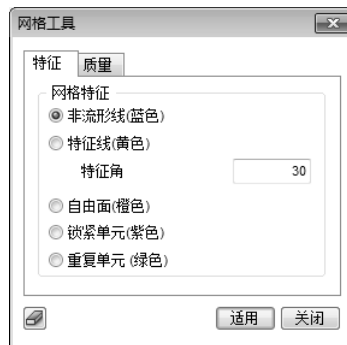 网格工具
特征 质量
网格特征
非流形线(蓝色)
特征线(黄色)
特征角 30
自由面(橙色)
锁紧单元(紫色)
重复单元 (绿色)
适用 关闭